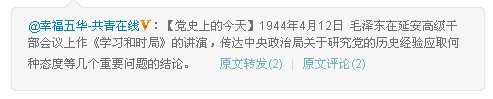 @幸福五华-共青在线V：【党史上的今天】1944年4月12日 毛泽东在延安高级干
部会议上作《学习和时局》的讲演，传达中央政治局关于研究党的历史经验应取何
种态度等几个重要问题的结论。 原文转发(2) | 原文评论(2)